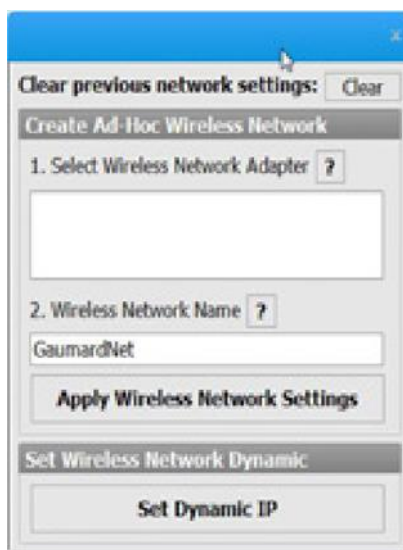 Clear previous network settings: Clear
Create Ad-Hoc Wireless Network
1. Select Wireless Network Adapter ?
2. Wireless Network Name ?
GaumardNet
Apply Wireless Network Settings
Set Wireless Network Dynamic
Set Dynamic IP